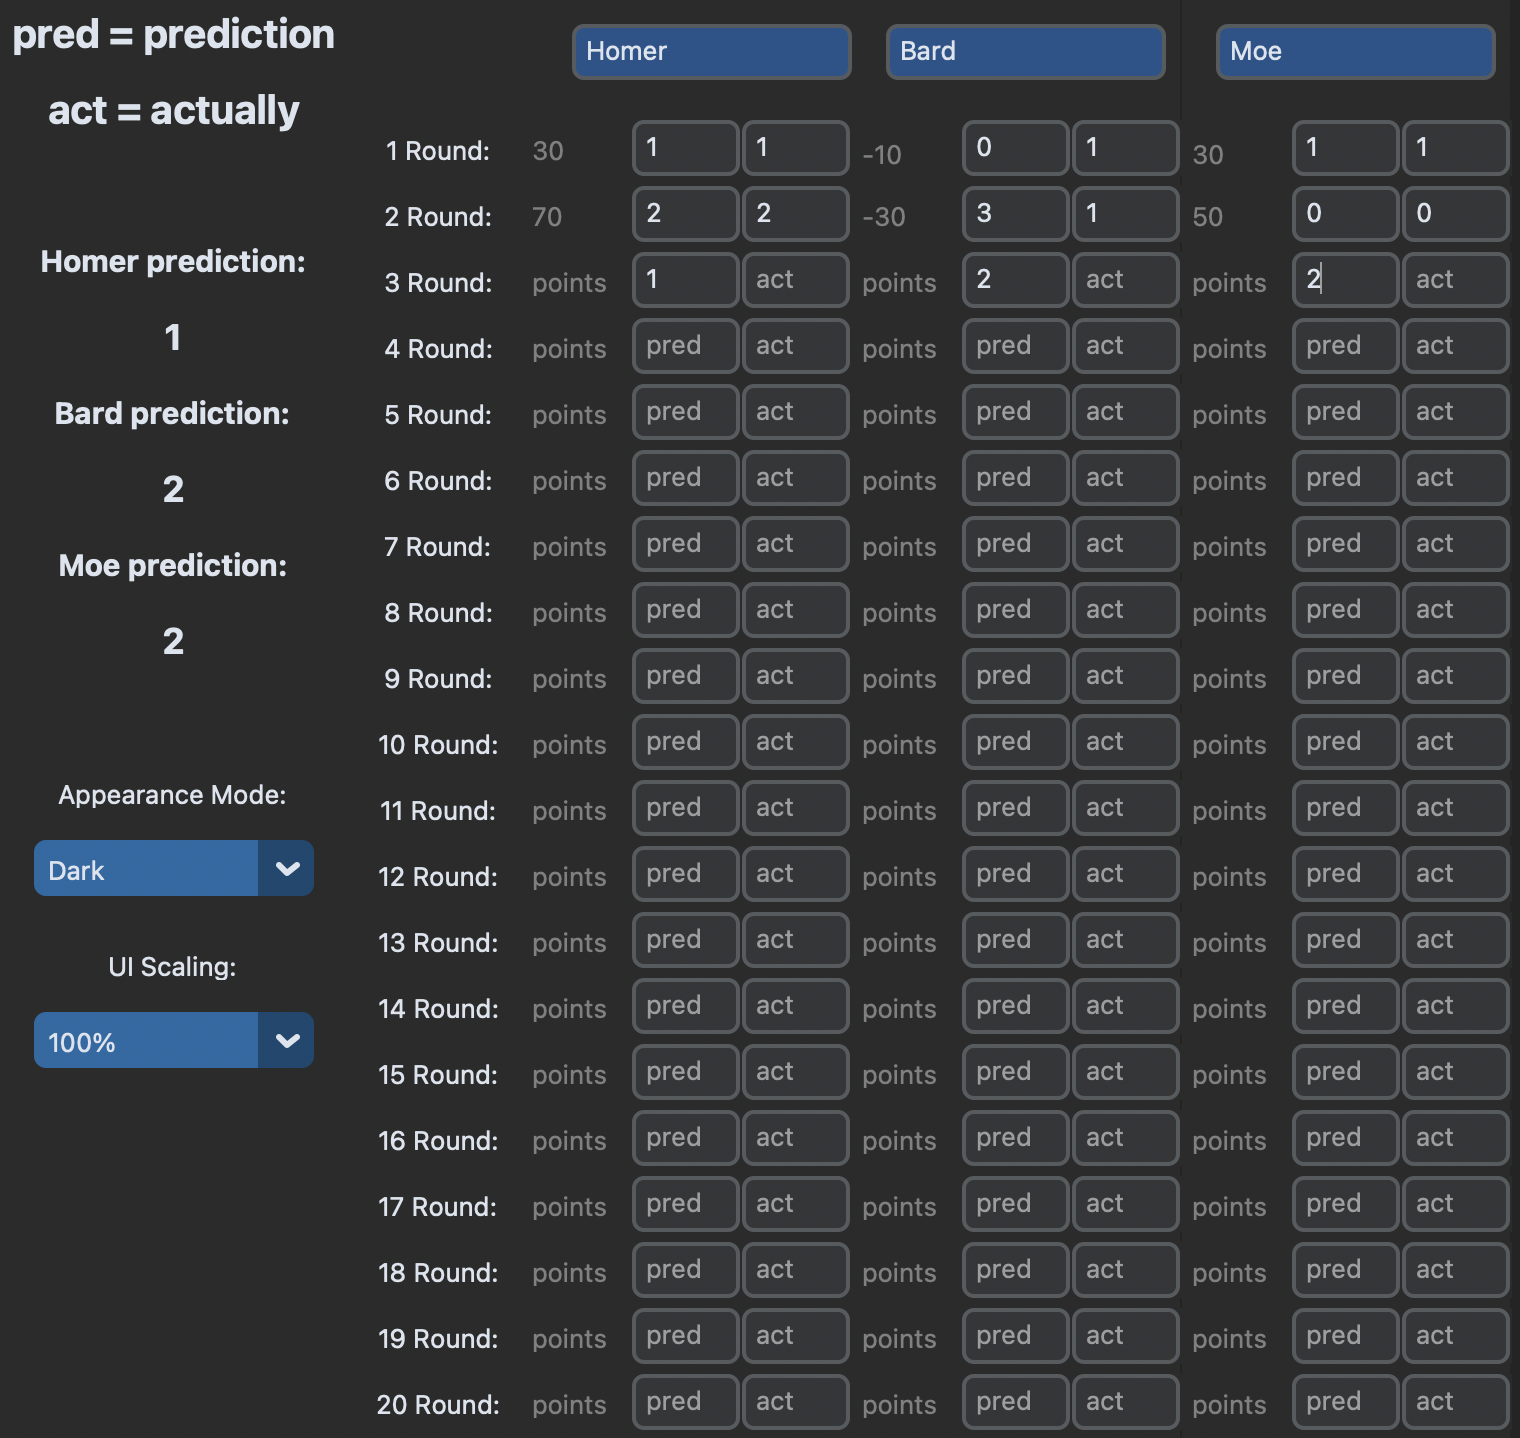 pred = prediction
act = actually
Homer prediction:
1
Bard prediction:
2
Moe prediction:
2
Appearance Mode:
Dark
UI Scaling:
100%
Homer Bard Moe
1 Round: 30 1 1 -10 0 1 30 1 1
2 Round: 70 2 2 -30 3 1 50 0 0
3 Round: points 1 act points 2 act points 2 act
4 Round: points pred act points pred act points pred act
5 Round: points pred act points pred act points pred act
6 Round: points pred act points pred act points pred act
7 Round: points pred act points pred act points pred act
8 Round: points pred act points pred act points pred act
9 Round: points pred act points pred act points pred act
10 Round: points pred act points pred act points pred act
11 Round: points pred act points pred act points pred act
12 Round: points pred act points pred act points pred act
13 Round: points pred act points pred act points pred act
14 Round: points pred act points pred act points pred act
15 Round: points pred act points pred act points pred act
16 Round: points pred act points pred act points pred act
17 Round: points pred act points pred act points pred act
18 Round: points pred act points pred act points pred act
19 Round: points pred act points pred act points pred act
20 Round: points pred act points pred act points pred act